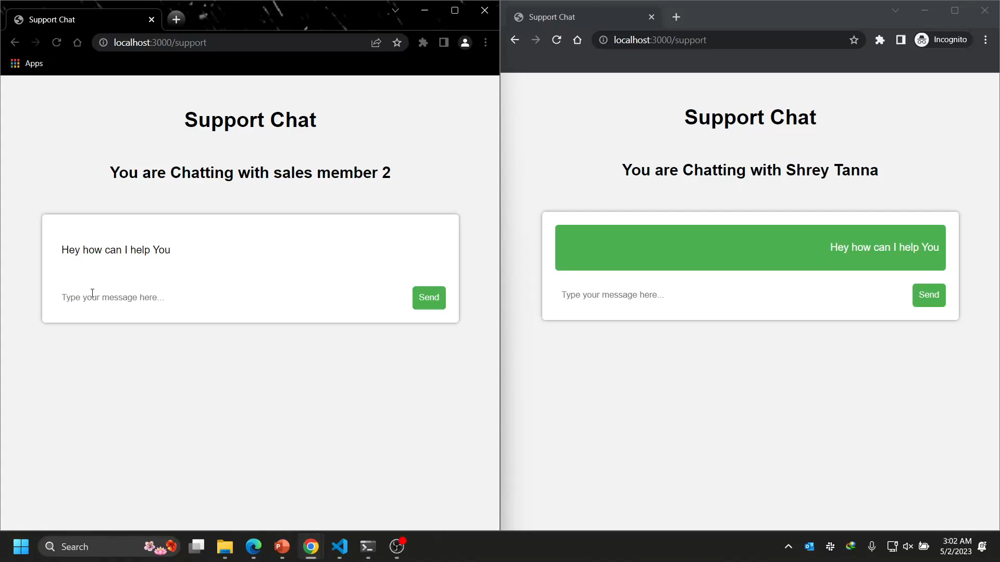 Support Chat
localhost:3000/support
Apps
Support Chat
You are Chatting with sales member 2
Hey how can I help You
Type your message here...
Send
Support Chat
localhost:3000/support
Incognito
Support Chat
You are Chatting with Shrey Tanna
Hey how can I help You
Type your message here...
Send
Search
3:02 AM
5/2/2023